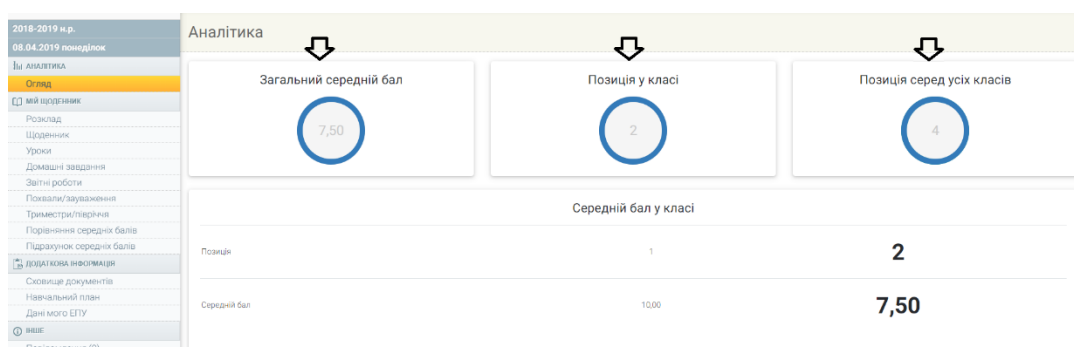 2018-2019 н.р.
08.04.2019 понеділок
АНАЛІТИКА
Огляд
МІЙ ЩОДЕННИК
Розклад
Щоденник
Уроки
Домашні завдання
Звітні роботи
Похвали/зауваження
Триместри/півріччя
Порівняння середніх балів
Підрахунок середніх балів
ДОДАТКОВА ІНФОРМАЦІЯ
Сховище документів
Навчальний план
Дані мого ЕПУ
ІНШЕ
Аналітика
Загальний середній бал
7,50
Позиція у класі
2
Позиція серед усіх класів
4
Середній бал у класі
Позиція 1 2
Середній бал 10,00 7,50